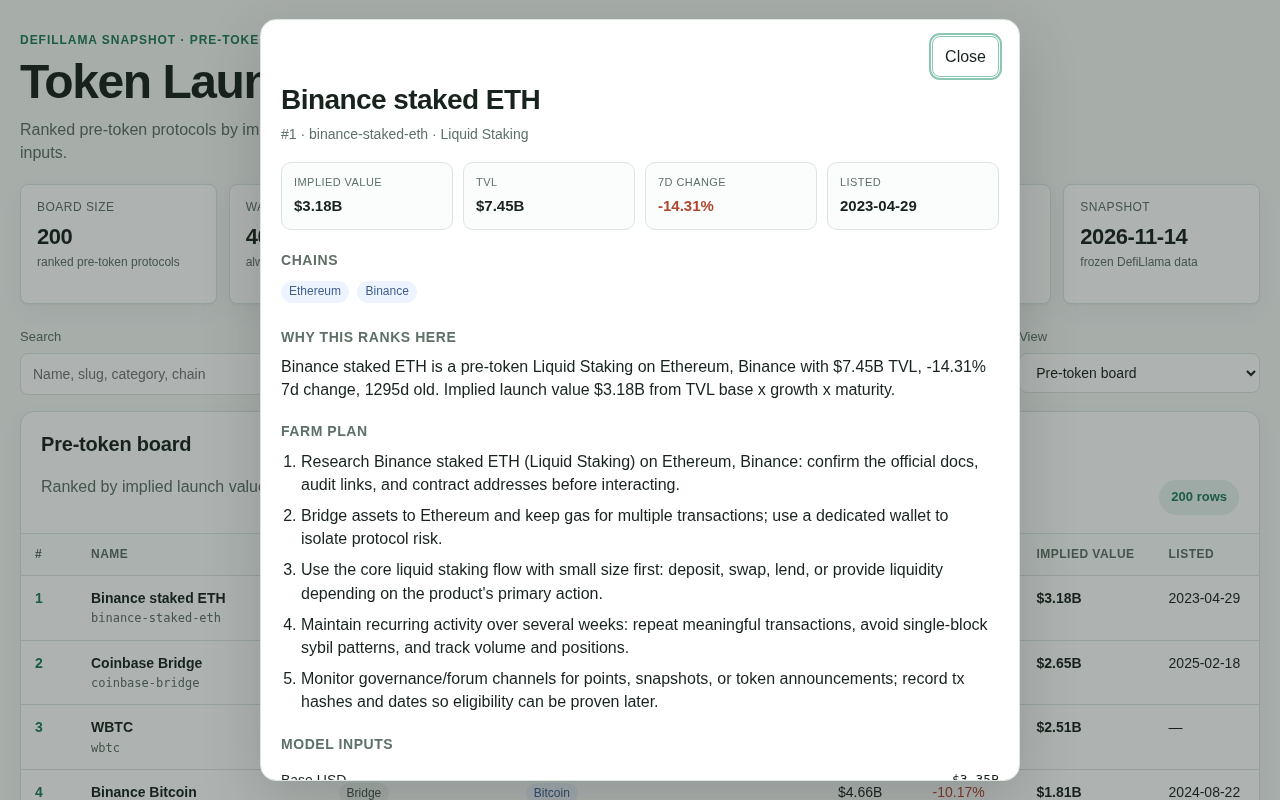 DEFILLAMA SNAPSHOT · PRE-TOKE
Token Laun
Ranked pre-token protocols by im
inputs.
BOARD SIZE
200
ranked pre-token protocols
SNAPSHOT
2026-11-14
frozen DefiLlama data
Search
Name, slug, category, chain
View
Pre-token board
Pre-token board
Ranked by implied launch value
200 rows
# NAME IMPLIED VALUE LISTED
1 Binance staked ETH $3.18B 2023-04-29
binance-staked-eth
2 Coinbase Bridge $2.65B 2025-02-18
coinbase-bridge
3 WBTC $2.51B —
wbtc
4 Binance Bitcoin Bridge Bitcoin $4.66B -10.17% $1.81B 2024-08-22
Close
Binance staked ETH
#1 · binance-staked-eth · Liquid Staking
IMPLIED VALUE
$3.18B
TVL
$7.45B
7D CHANGE
-14.31%
LISTED
2023-04-29
CHAINS
Ethereum Binance
WHY THIS RANKS HERE
Binance staked ETH is a pre-token Liquid Staking on Ethereum, Binance with $7.45B TVL, -14.31%
7d change, 1295d old. Implied launch value $3.18B from TVL base x growth x maturity.
FARM PLAN
1. Research Binance staked ETH (Liquid Staking) on Ethereum, Binance: confirm the official docs,
audit links, and contract addresses before interacting.
2. Bridge assets to Ethereum and keep gas for multiple transactions; use a dedicated wallet to
isolate protocol risk.
3. Use the core liquid staking flow with small size first: deposit, swap, lend, or provide liquidity
depending on the product's primary action.
4. Maintain recurring activity over several weeks: repeat meaningful transactions, avoid single-block
sybil patterns, and track volume and positions.
5. Monitor governance/forum channels for points, snapshots, or token announcements; record tx
hashes and dates so eligibility can be proven later.
MODEL INPUTS
Base USD $3.35B